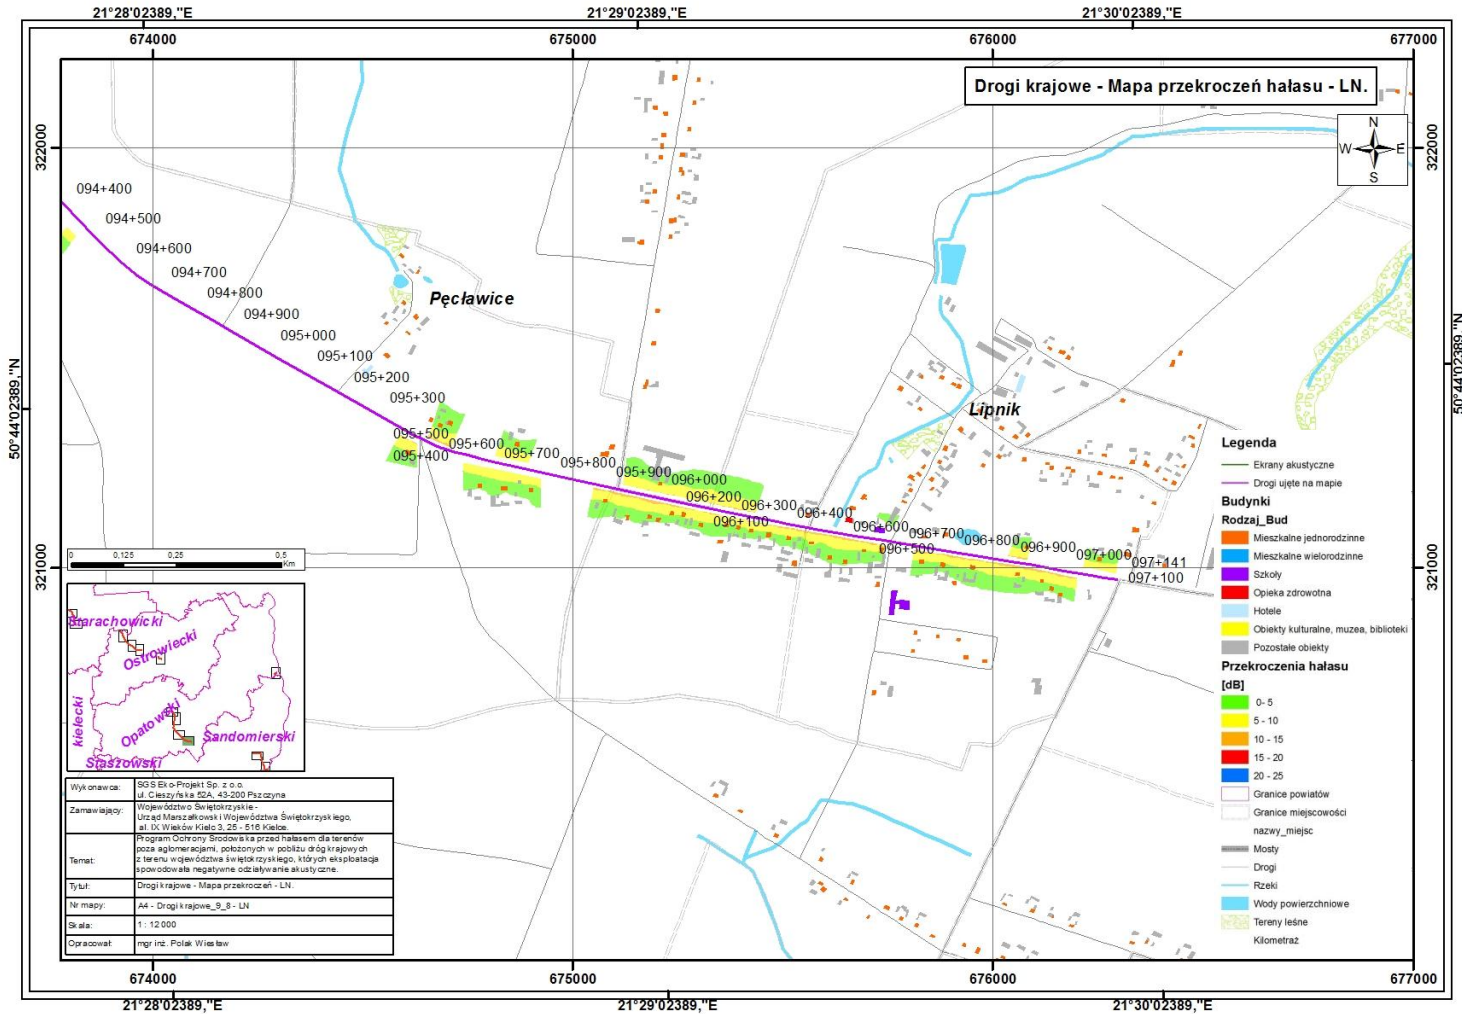 21°28'02389,"E
21°29'02389,"E
21°30'02389,"E
674000
675000
676000
677000
Drogi krajowe - Mapa przekroczeń hałasu - LN.
N
W
E
S
322000
322000
094+400
094+500
094+600
094+700
094+800
094+900
095+000
095+100
095+200
095+300
095+500
095+400
095+600
095+700
095+800
095+900
096+000
096+200
096+100
096+300
096+400
096+600
096+500
096+700
096+800
096+900
097+000
097+141
097+100
Pęcławice
Lipnik
50°44'02389,"N
50°44'02389,"N
321000
321000
0
0,125
0,25
0,5
Km
Starachowicki
Ostrowiecki
kielecki
Opatowski
Sandomierski
Staszowski
Wykonawca:
SGS Eko-Projekt Sp. z o.o.
ul. Cieszyńska 52A, 43-200 Pszczyna
Zamawiający:
Województwo Świętokrzyskie -
Urząd Marszałkowski Województwa Świętokrzyskiego,
al. IX Wieków Kielc 3, 25 - 516 Kielce.
Temat:
Program Ochrony Środowiska przed hałasem dla terenów
poza aglomeracjami, położonych w pobliżu dróg krajowych
z terenu województwa świętokrzyskiego, których eksploatacja
spowodowała negatywne odziaływanie akustyczne.
Tytuł:
Drogi krajowe - Mapa przekroczeń - LN.
Nr mapy:
A4 - Drogi krajowe_9_8 - LN
Skala:
1 : 12 000
Opracował:
mgr inż. Polak Wiesław
Legenda
Ekrany akustyczne
Drogi ujęte na mapie
Budynki
Rodzaj_Bud
Mieszkalne jednorodzinne
Mieszkalne wielorodzinne
Szkoły
Opieka zdrowotna
Hotele
Obiekty kulturalne, muzea, biblioteki
Pozostałe obiekty
Przekroczenia hałasu
[dB]
0- 5
5 - 10
10 - 15
15 - 20
20 - 25
Granice powiatów
Granice miejscowości
nazwy_miejsc
Mosty
Drogi
Rzeki
Wody powierzchniowe
Tereny leśne
Kilometraż
674000
675000
676000
677000
21°28'02389,"E
21°29'02389,"E
21°30'02389,"E